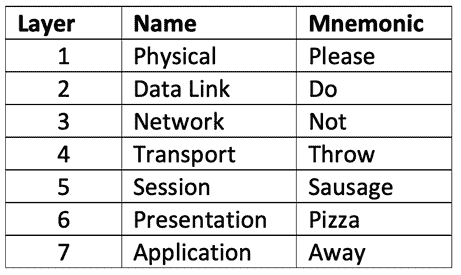 Layer Name Mnemonic
1 Physical Please
2 Data Link Do
3 Network Not
4 Transport Throw
5 Session Sausage
6 Presentation Pizza
7 Application Away